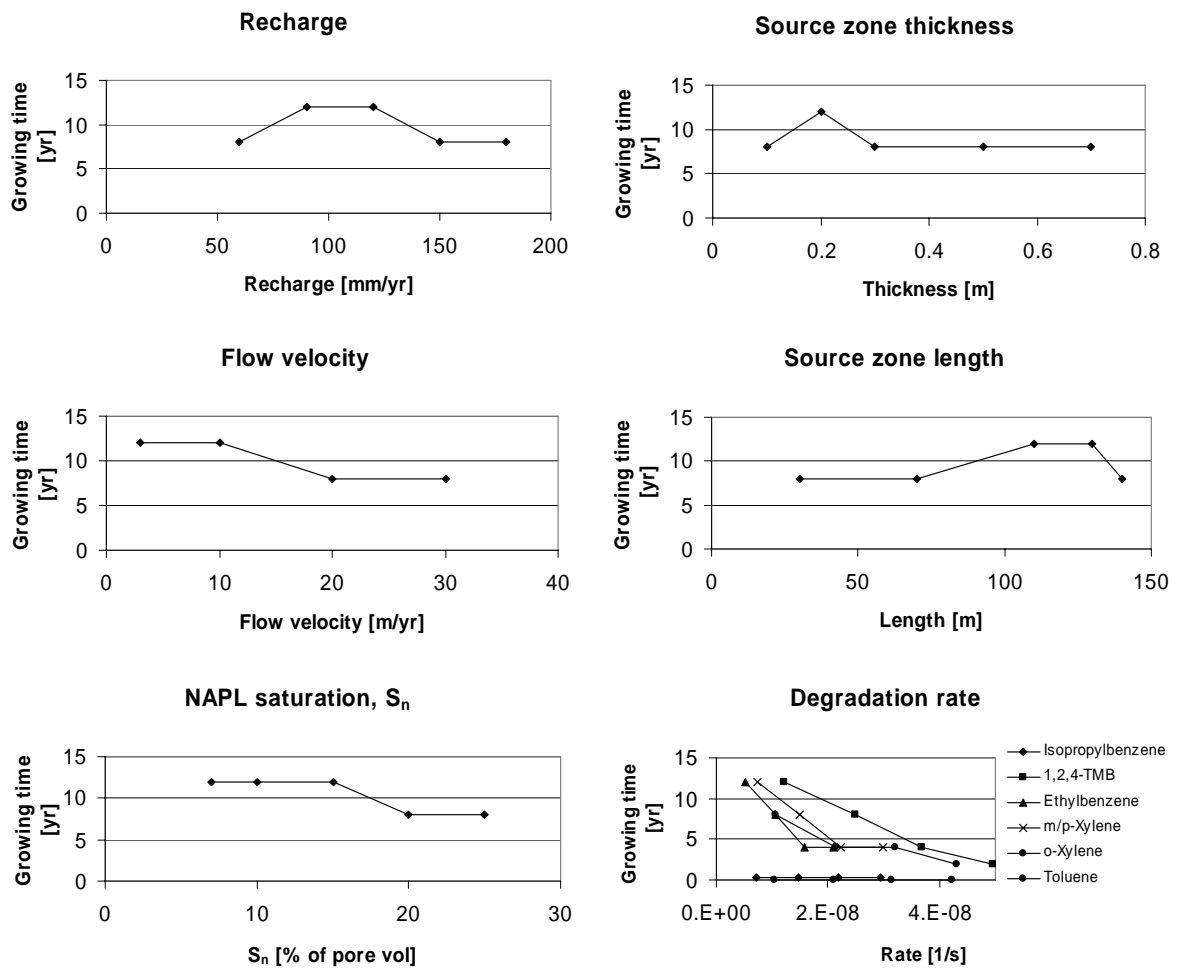 Recharge
Growing time
[yr]
15
10
5
0
0 50 100 150 200
Recharge [mm/yr]
Source zone thickness
Growing time
[yr]
15
10
5
0
0 0.2 0.4 0.6 0.8
Thickness [m]
Flow velocity
Growing time
[yr]
15
10
5
0
0 10 20 30 40
Flow velocity [m/yr]
Source zone length
Growing time
[yr]
15
10
5
0
0 50 100 150
Length [m]
NAPL saturation, Sn
Growing time
[yr]
15
10
5
0
0 10 20 30
Sn [% of pore vol]
Degradation rate
Growing time
[yr]
15
10
5
0
0.E+00 2.E-08 4.E-08
Rate [1/s]
Isopropylbenzene
1,2,4-TMB
Ethylbenzene
m/p-Xylene
o-Xylene
Toluene